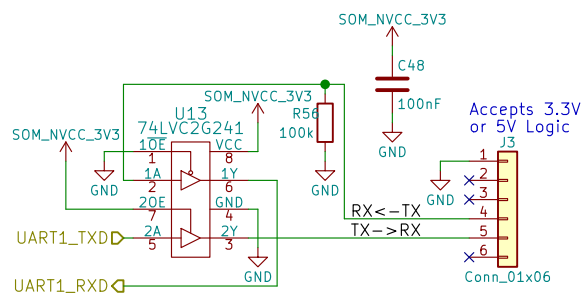 SOM_NVCC_3V3
C48
100nF
GND
SOM_NVCC_3V3
R56
100k
GND
U13
74LVC2G241
SOM_NVCC_3V3
1OE
1
VCC
8
GND
1A
2
1Y
6
2OE
7
GND
4
2A
5
2Y
3
GND
UART1_TXD
UART1_RXD
RX<-TX
TX->RX
Accepts 3.3V
or 5V Logic
J3
1
2
3
4
5
6
GND
Conn_01x06